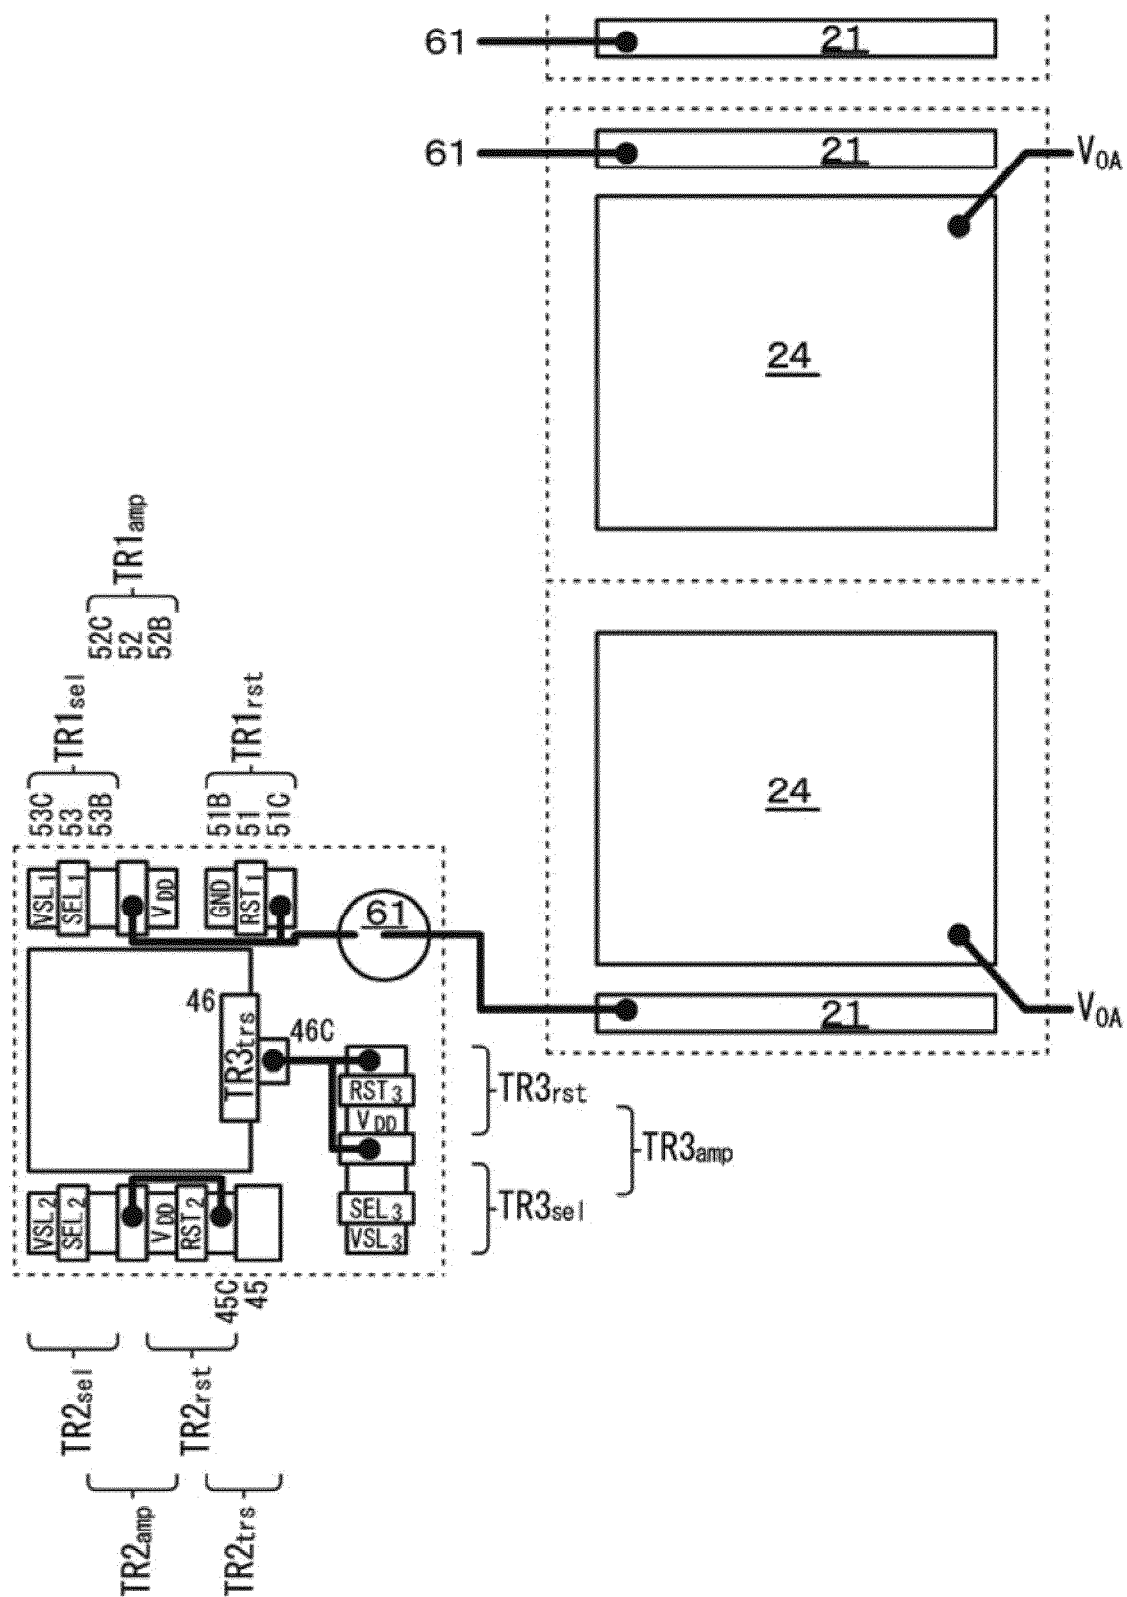 61
21
61
21
V0A
24
TR1amp
52C
52
52B
TR1sel
TR1rst
53C
53
53B
51B
51
51C
24
VSL1
SEL1
VDD
GND
RST1
61
46
TR3trs
46C
21
V0A
RST3
VDD
SEL3
VSL3
TR3rst
TR3amp
TR3sel
VSL2
SEL2
VDD
RST2
45C
45
TR2sel
TR2rst
TR2amp
TR2trs